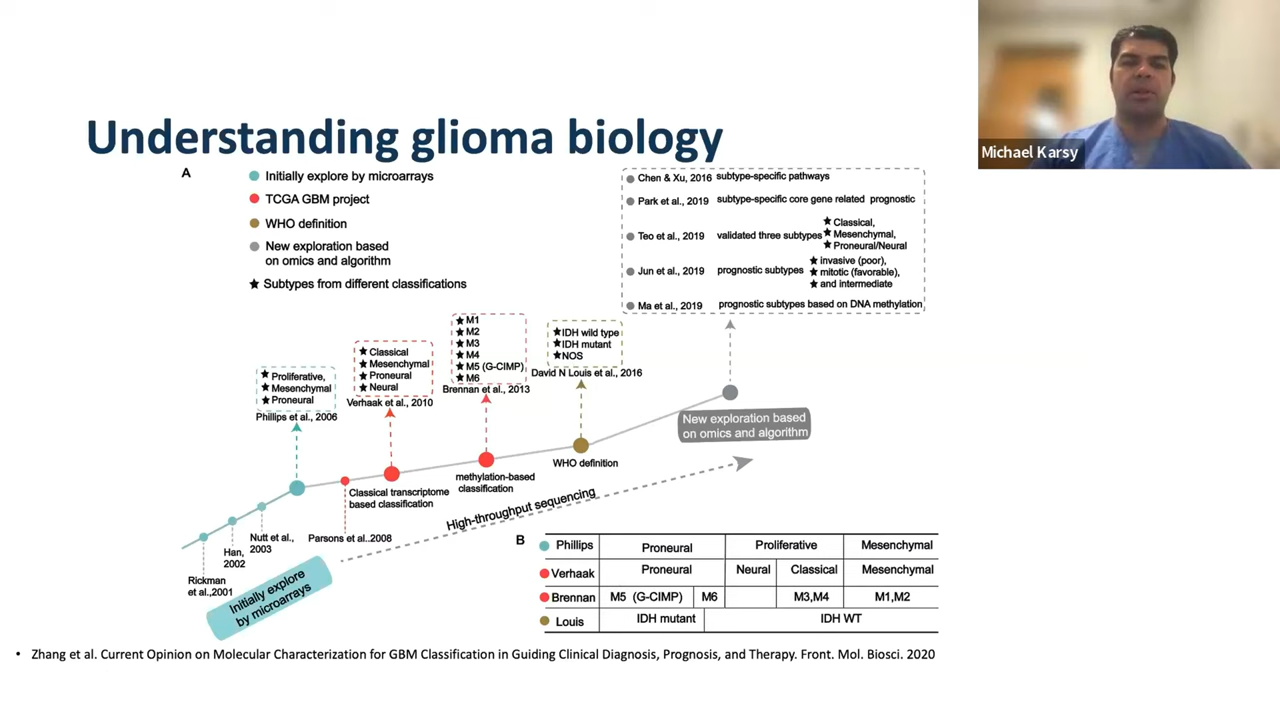 Understanding glioma biology
Michael Karsy
A
Initially explore by microarrays
TCGA GBM project
WHO definition
New exploration based
on omics and algorithm
Subtypes from different classifications
Chen & Xu, 2016 subtype-specific pathways
Park et al., 2019 subtype-specific core gene related prognostic
Teo et al., 2019 validated three subtypes
Classical,
Mesenchymal,
Proneural/Neural
Jun et al., 2019 prognostic subtypes
invasive (poor),
mitotic (favorable),
and intermediate
Ma et al., 2019 prognostic subtypes based on DNA methylation
Proliferative,
Mesenchymal
Proneural
Phillips et al., 2006
Classical
Mesenchymal
Proneural
Neural
Verhaak et al., 2010
M1
M2
M3
M4
M5 (G-CIMP)
M6
Brennan et al., 2013
IDH wild type
IDH mutant
NOS
David N Louis et al., 2016
New exploration based
on omics and algorithm
WHO definition
methylation-based
classification
Classical transcriptome
based classification
High-throughput sequencing
Parsons et al..2008
Nutt et al.,
2003
Han,
2002
Rickman
et al.,2001
Initially explore
by microarrays
B
Phillips Proneural Proliferative Mesenchymal
Verhaak Proneural Neural Classical Mesenchymal
Brennan M5 (G-CIMP) M6 M3,M4 M1,M2
Louis IDH mutant IDH WT
• Zhang et al. Current Opinion on Molecular Characterization for GBM Classification in Guiding Clinical Diagnosis, Prognosis, and Therapy. Front. Mol. Biosci. 2020